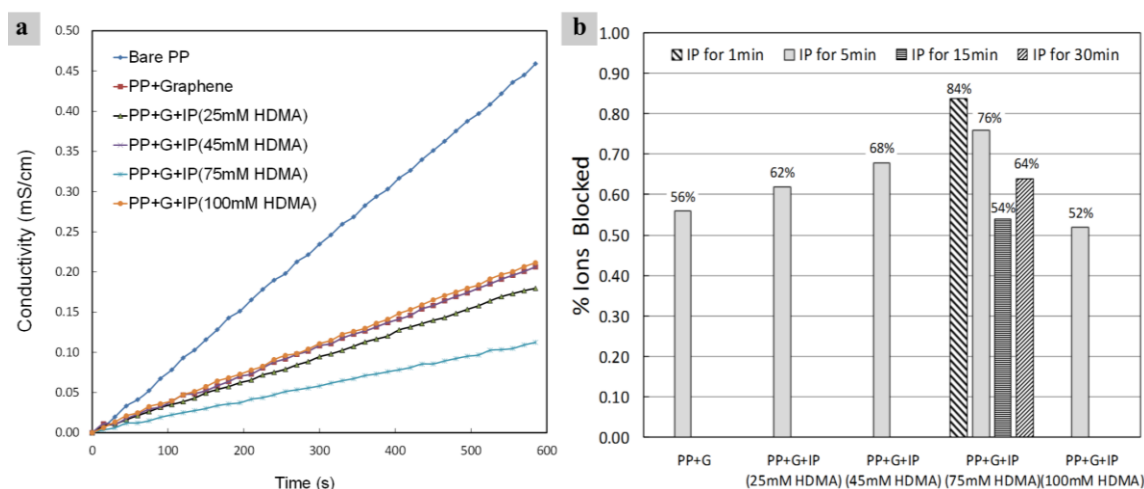 a
0.50
0.45
0.40
0.35
0.30
0.25
0.20
0.15
0.10
0.05
0.00
Conductivity (mS/cm)
Bare PP
PP+Graphene
PP+G+IP(25mM HDMA)
PP+G+IP(45mM HDMA)
PP+G+IP(75mM HDMA)
PP+G+IP(100mM HDMA)
0 100 200 300 400 500 600
Time (s)
b
1.00
0.90
0.80
0.70
0.60
0.50
0.40
0.30
0.20
0.10
0.00
% Ions Blocked
IP for 1min IP for 5min IP for 15min IP for 30min
56%
62%
68%
84%
76%
54%
64%
52%
PP+G PP+G+IP PP+G+IP PP+G+IP PP+G+IP
(25mM HDMA) (45mM HDMA) (75mM HDMA)(100mM HDMA)